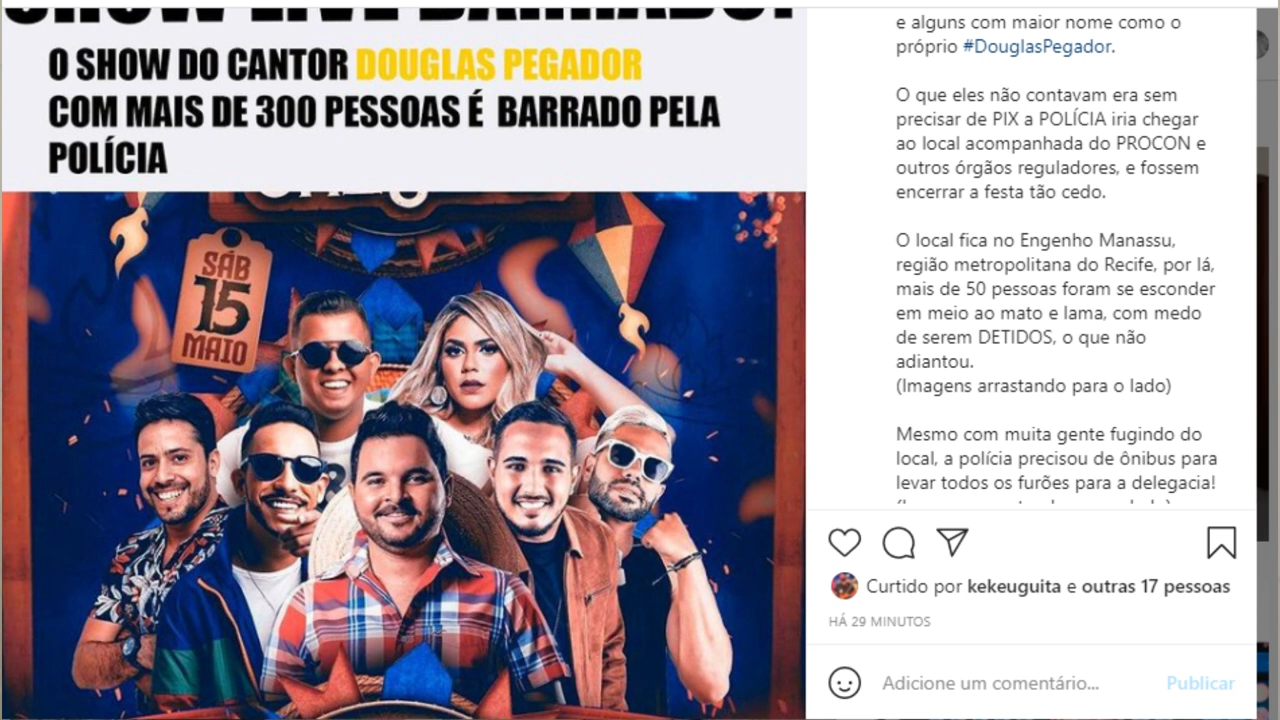 SHOW LIVE BARRADO!
O SHOW DO CANTOR DOUGLAS PEGADOR
COM MAIS DE 300 PESSOAS É BARRADO PELA
POLÍCIA
SÁB
15
MAIO
e alguns com maior nome como o
próprio #DouglasPegador.
O que eles não contavam era sem
precisar de PIX a POLÍCIA iria chegar
ao local acompanhada do PROCON e
outros órgãos reguladores, e fossem
encerrar a festa tão cedo.
O local fica no Engenho Manassu,
região metropolitana do Recife, por lá,
mais de 50 pessoas foram se esconder
em meio ao mato e lama, com medo
de serem DETIDOS, o que não
adiantou.
(Imagens arrastando para o lado)
Mesmo com muita gente fugindo do
local, a polícia precisou de ônibus para
levar todos os furões para a delegacia!
Curtido por kekeuguita e outras 17 pessoas
HÁ 29 MINUTOS
Adicione um comentário...
Publicar